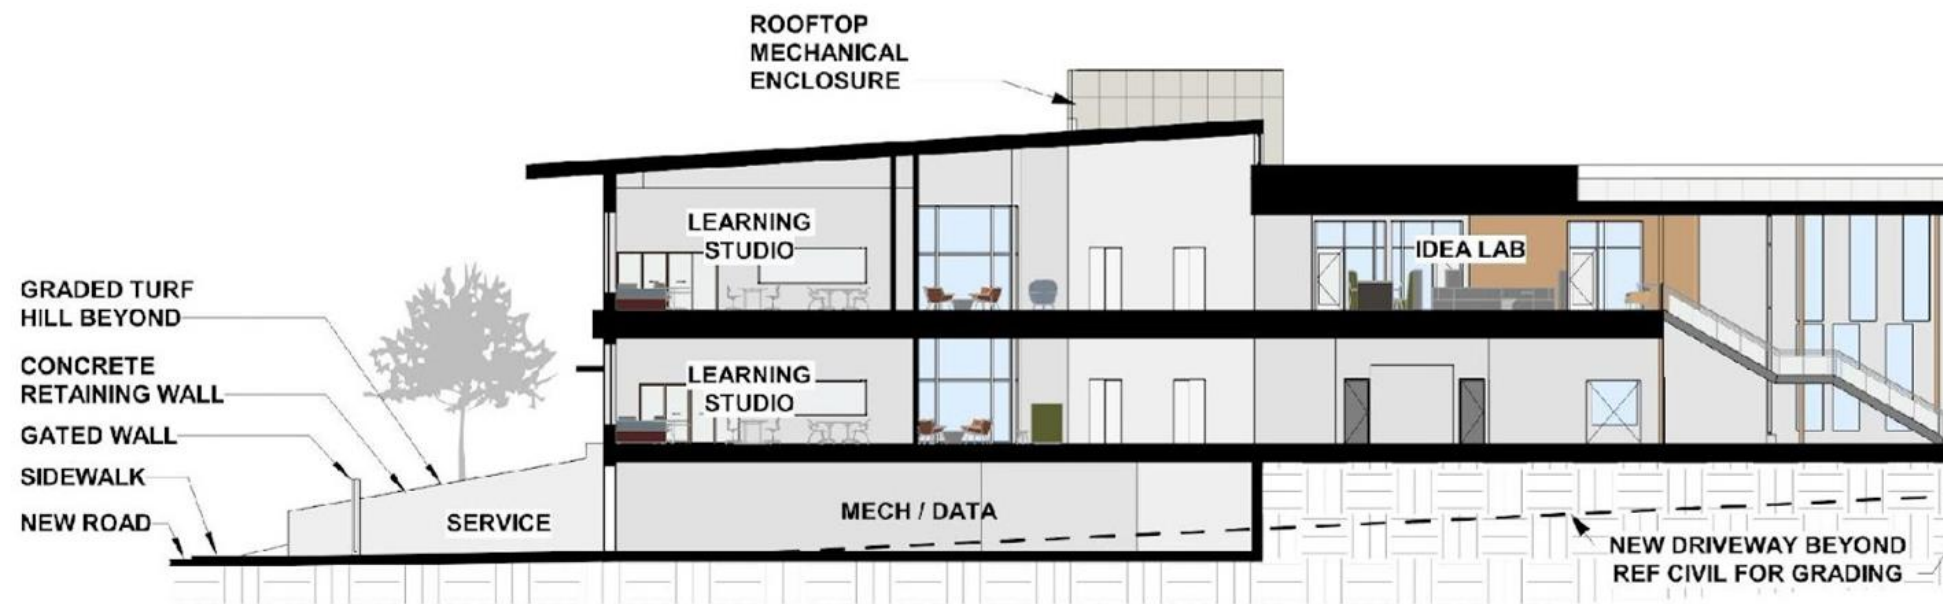 ROOFTOP
MECHANICAL
ENCLOSURE
LEARNING
STUDIO
IDEA LAB
GRADED TURF
HILL BEYOND
CONCRETE
RETAINING WALL
LEARNING
STUDIO
GATED WALL
SIDEWALK
NEW ROAD
SERVICE
MECH / DATA
NEW DRIVEWAY BEYOND
REF CIVIL FOR GRADING